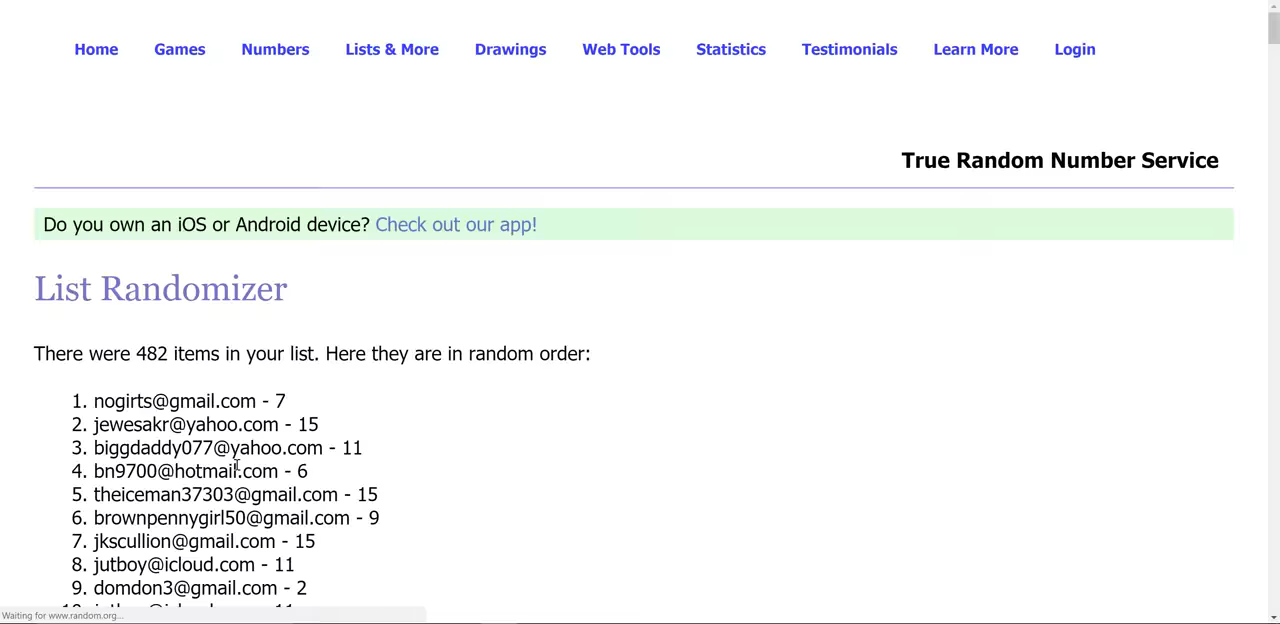 Home Games Numbers Lists & More Drawings Web Tools Statistics Testimonials Learn More Login
True Random Number Service
Do you own an iOS or Android device? Check out our app!
List Randomizer
There were 482 items in your list. Here they are in random order:
1. nogirts@gmail.com - 7
2. jewesakr@yahoo.com - 15
3. biggdaddy077@yahoo.com - 11
4. bn9700@hotmail.com - 6
5. theiceman37303@gmail.com - 15
6. brownpennygirl50@gmail.com - 9
7. jkscullion@gmail.com - 15
8. jutboy@icloud.com - 11
9. domdon3@gmail.com - 2
Waiting for www.random.org...